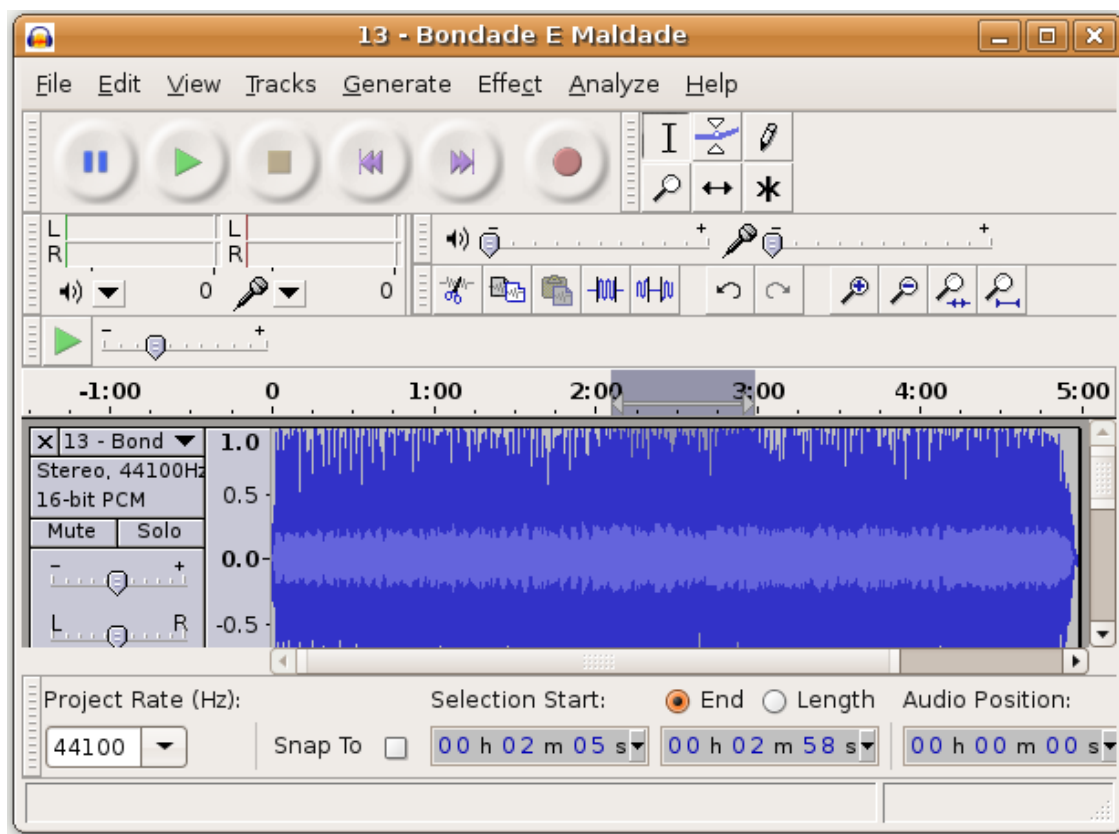 13 - Bondade E Maldade
File Edit View Tracks Generate Effect Analyze Help
L L
R R
- +
- +
0 0
- +
-1:00 0 1:00 2:00 3:00 4:00 5:00
X 13 - Bond 1.0
Stereo, 44100Hz
16-bit PCM 0.5
Mute Solo
- + 0.0
L R -0.5
Project Rate (Hz): Selection Start: End Length Audio Position:
44100 Snap To 00 h 02 m 05 s 00 h 02 m 58 s 00 h 00 m 00 s